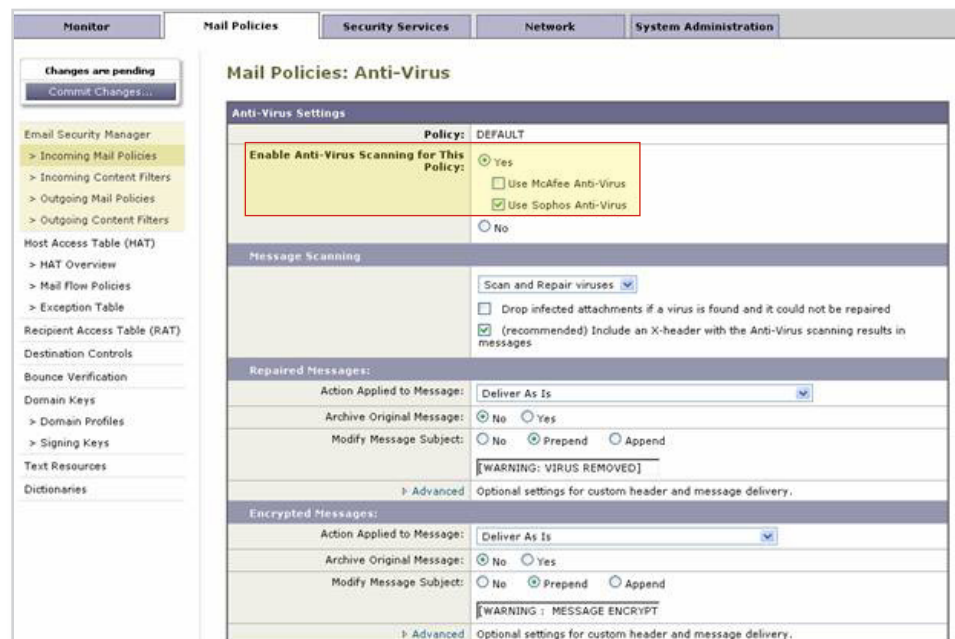 Monitor
Mail Policies
Security Services
Network
System Administration
Changes are pending
Commit Changes...
Email Security Manager
> Incoming Mail Policies
> Incoming Content Filters
> Outgoing Mail Policies
> Outgoing Content Filters
Host Access Table (HAT)
> HAT Overview
> Mail Flow Policies
> Exception Table
Recipient Access Table (RAT)
Destination Controls
Bounce Verification
Domain Keys
> Domain Profiles
> Signing Keys
Text Resources
Dictionaries
Mail Policies: Anti-Virus
Anti-Virus Settings
Policy: DEFAULT
Enable Anti-Virus Scanning for This
Policy:
Yes
Use McAfee Anti-Virus
Use Sophos Anti-Virus
No
Message Scanning
Scan and Repair viruses
Drop infected attachments if a virus is found and it could not be repaired
(recommended) Include an X-header with the Anti-Virus scanning results in
messages
Repaired Messages:
Action Applied to Message: Deliver As Is
Archive Original Message: No Yes
Modify Message Subject: No Prepend Append
[WARNING: VIRUS REMOVED]
Advanced Optional settings for custom header and message delivery.
Encrypted Messages:
Action Applied to Message: Deliver As Is
Archive Original Message: No Yes
Modify Message Subject: No Prepend Append
[WARNING : MESSAGE ENCRYPT
Advanced Optional settings for custom header and message delivery.